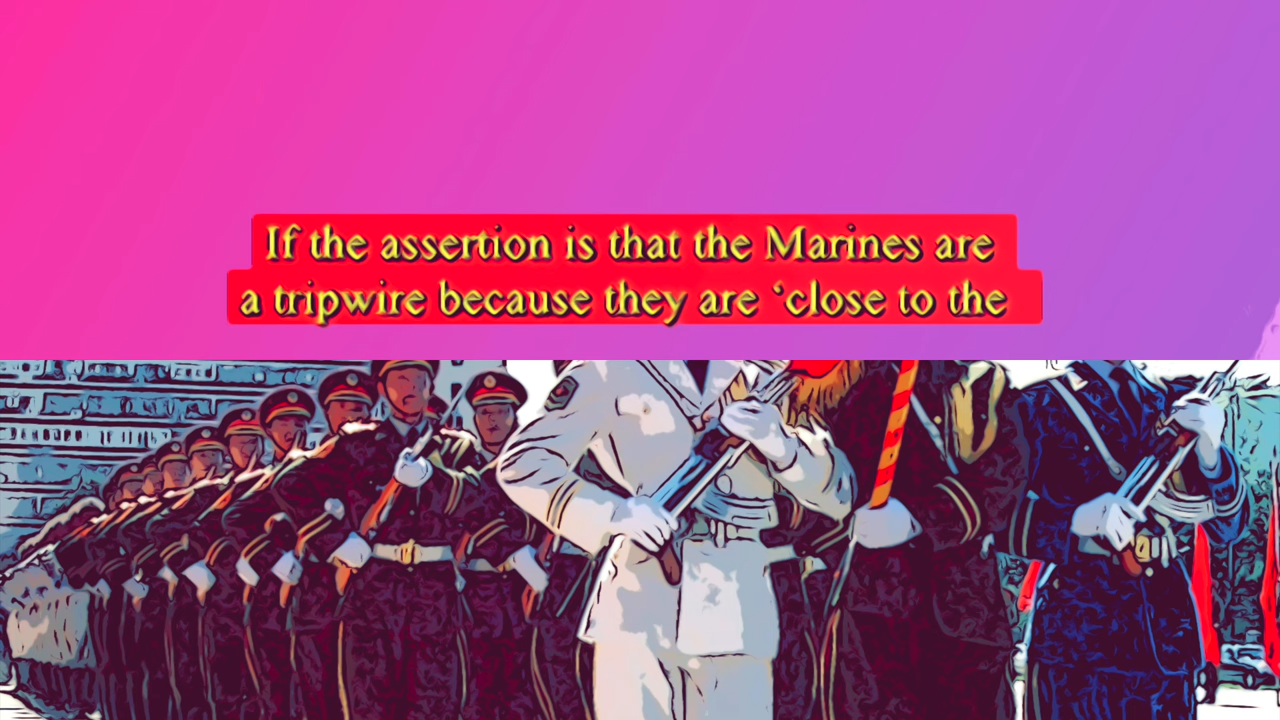 If the assertion is that the Marines are
a tripwire because they are ‘close to the